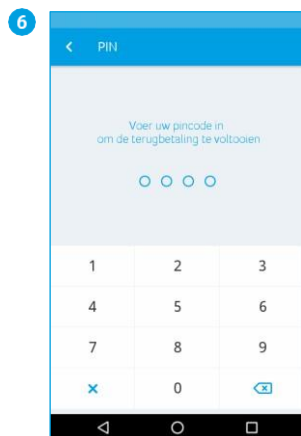 6
PIN
Voer uw pincode in
om de terugbetaling te voltooien
1 2 3
4 5 6
7 8 9
0